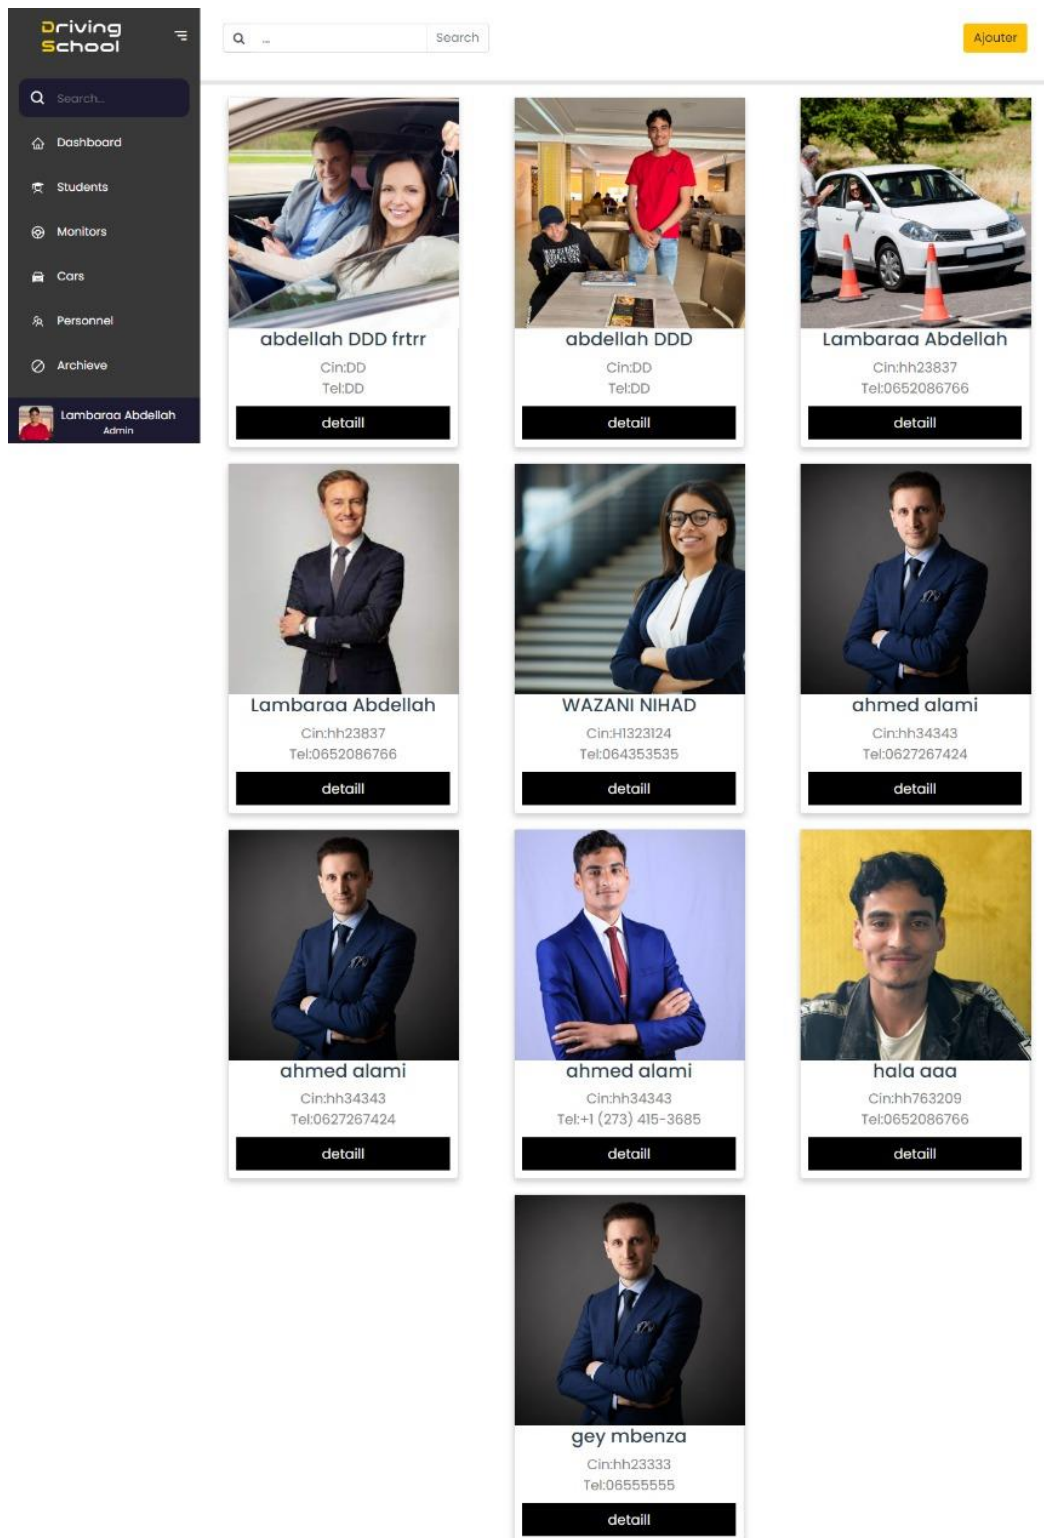 Driving
School
Search...
Dashboard
Students
Monitors
Cars
Personnel
Archieve
Lambaraa Abdellah
Admin
... Search
Ajouter
abdellah DDD frtrr
Cin:DD
Tel:DD
detaill
abdellah DDD
Cin:DD
Tel:DD
detaill
Lambaraa Abdellah
Cin:hh23837
Tel:0652086766
detaill
Lambaraa Abdellah
Cin:hh23837
Tel:0652086766
detaill
WAZANI NIHAD
Cin:H1323124
Tel:064353535
detaill
ahmed alami
Cin:hh34343
Tel:0627267424
detaill
ahmed alami
Cin:hh34343
Tel:0627267424
detaill
ahmed alami
Cin:hh34343
Tel:+1 (273) 415-3685
detaill
hala aaa
Cin:hh763209
Tel:0652086766
detaill
gey mbenza
Cin:hh23333
Tel:06555555
detaill